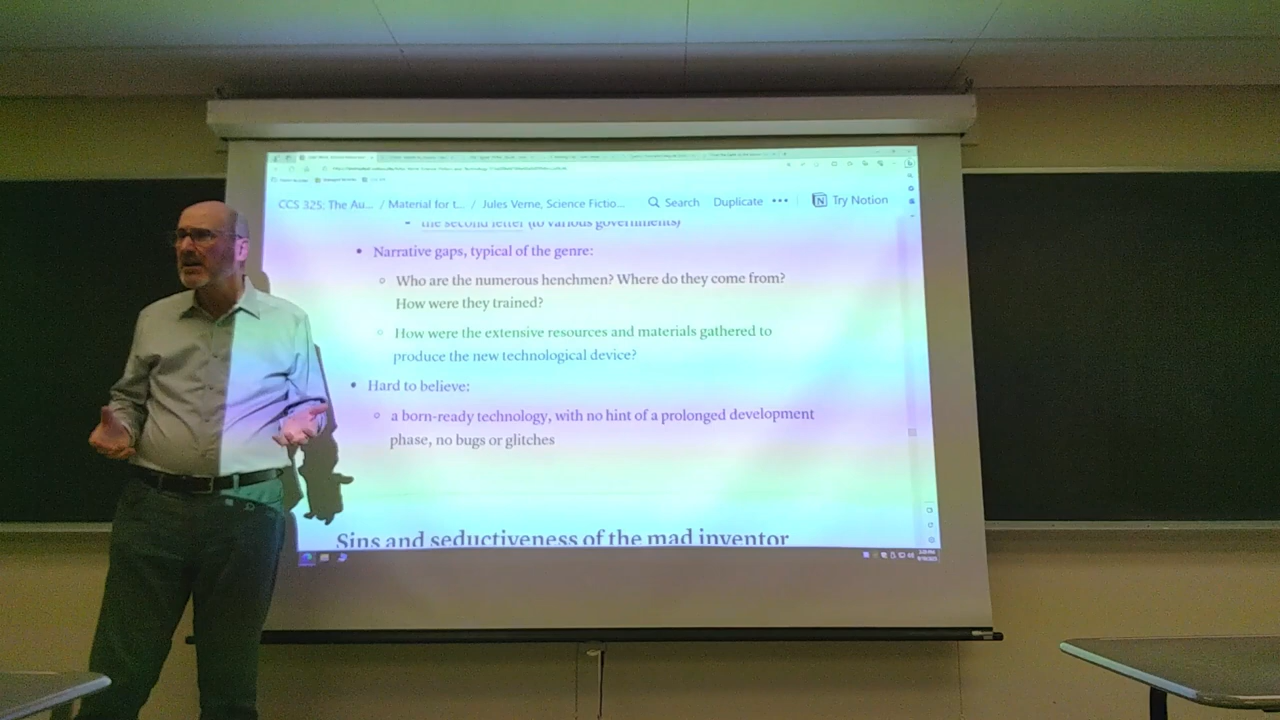 CCS 325: The Au... / Material for t... / Jules Verne, Science Fictio... Search Duplicate ••• Try Notion
the second letter (to various governments)
• Narrative gaps, typical of the genre:
Who are the numerous henchmen? Where do they come from?
How were they trained?
How were the extensive resources and materials gathered to
produce the new technological device?
• Hard to believe:
a born-ready technology, with no hint of a prolonged development
phase, no bugs or glitches
Sins and seductiveness of the mad inventor